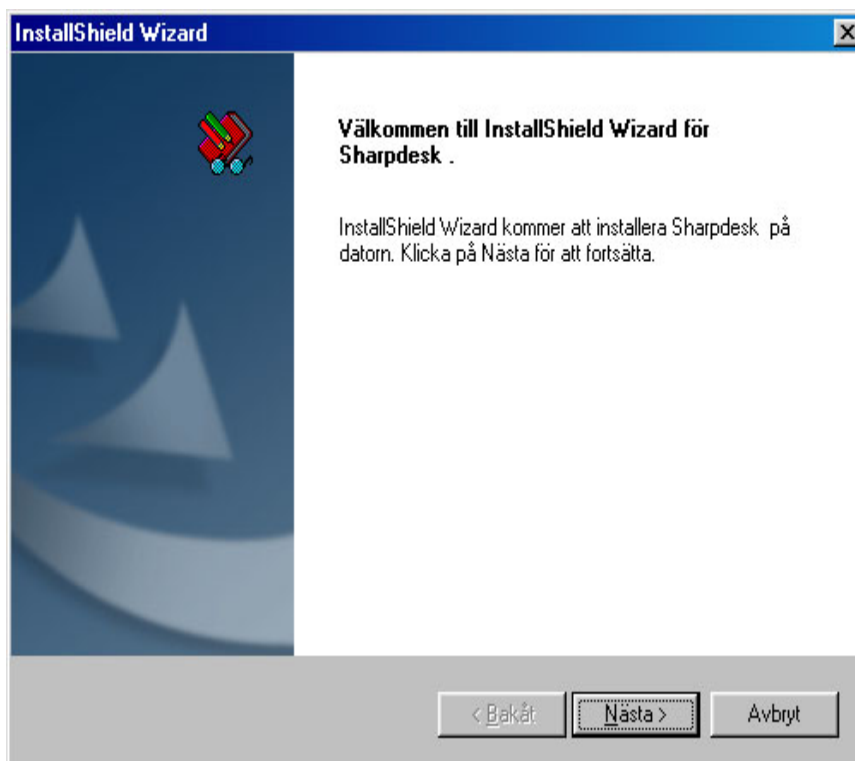 InstallShield Wizard
Välkommen till InstallShield Wizard för
Sharpdesk .
InstallShield Wizard kommer att installera Sharpdesk på
datorn. Klicka på Nästa för att fortsätta.
< Bakåt
Nästa >
Avbryt